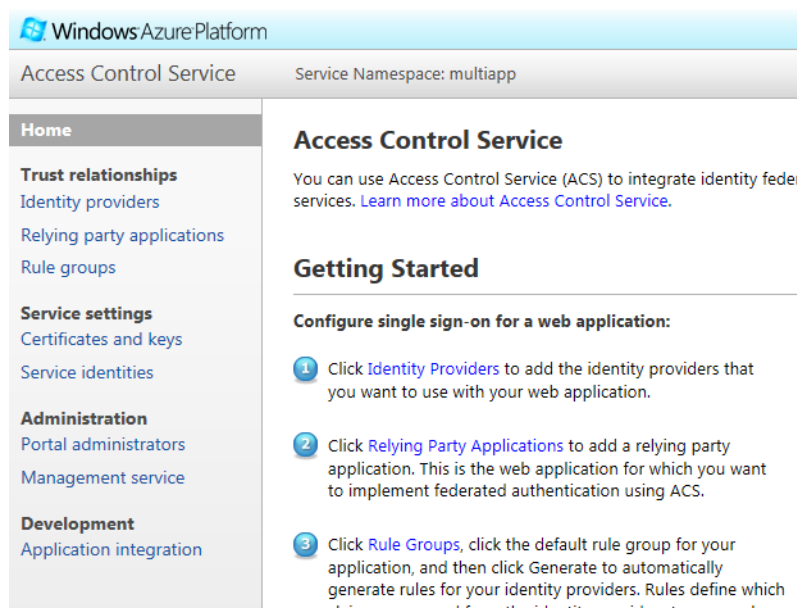 Windows Azure Platform
Access Control Service
Service Namespace: multiapp
Home
Trust relationships
Identity providers
Relying party applications
Rule groups
Service settings
Certificates and keys
Service identities
Administration
Portal administrators
Management service
Development
Application integration
Access Control Service
You can use Access Control Service (ACS) to integrate identity feder
services. Learn more about Access Control Service.
Getting Started
Configure single sign-on for a web application:
1 Click Identity Providers to add the identity providers that
you want to use with your web application.
2 Click Relying Party Applications to add a relying party
application. This is the web application for which you want
to implement federated authentication using ACS.
3 Click Rule Groups, click the default rule group for your
application, and then click Generate to automatically
generate rules for your identity providers. Rules define which